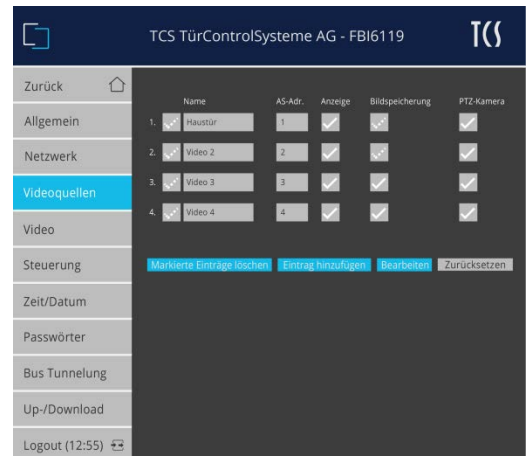 TCS TürControlSysteme AG - FBI6119
TCS
Zurück
Allgemein
Netzwerk
Videoquellen
Video
Steuerung
Zeit/Datum
Passwörter
Bus Tunnelung
Up-/Download
Logout (12:55)
Name AS-Adr. Anzeige Bildspeicherung PTZ-Kamera
1. Haustür 1
2. Video 2 2
3. Video 3 3
4. Video 4 4
Markierte Einträge löschen Eintrag hinzufügen Bearbeiten Zurücksetzen